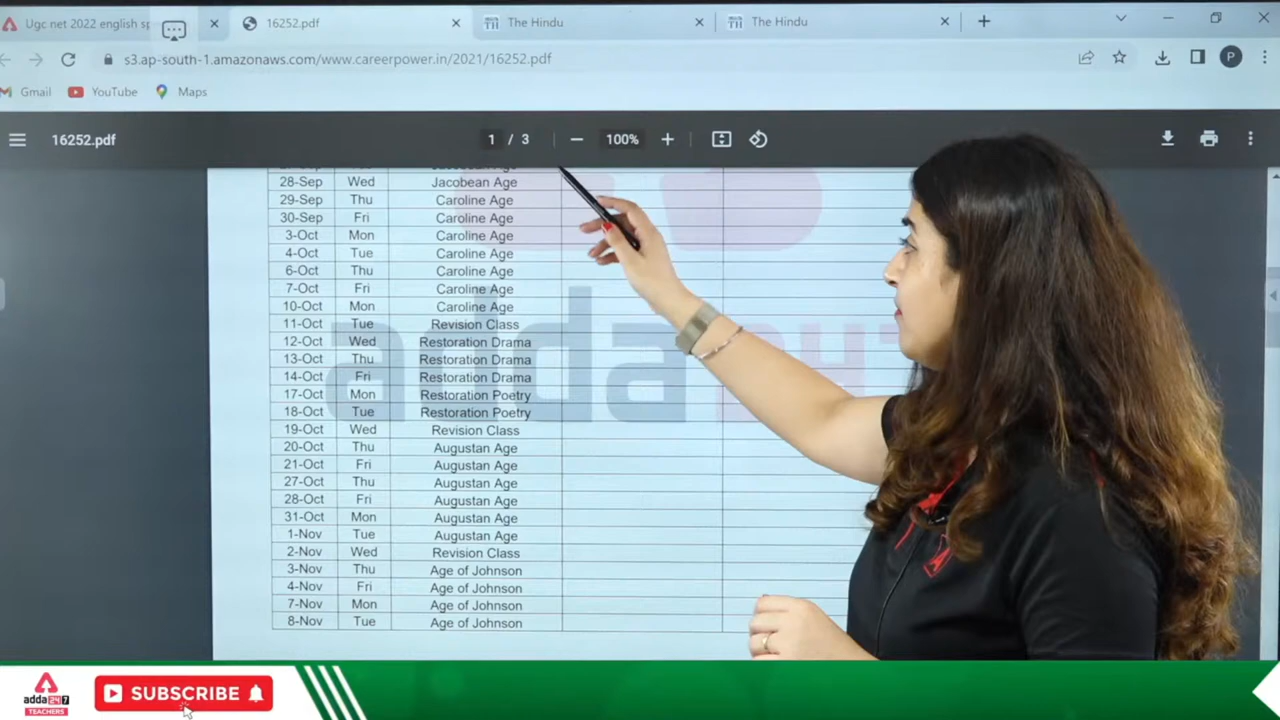 Ugc net 2022 english sp
16252.pdf
The Hindu
The Hindu
s3.ap-south-1.amazonaws.com/www.careerpower.in/2021/16252.pdf
P
Gmail
YouTube
Maps
16252.pdf
1 / 3
100%
28-Sep Wed Jacobean Age
29-Sep Thu Caroline Age
30-Sep Fri Caroline Age
3-Oct Mon Caroline Age
4-Oct Tue Caroline Age
6-Oct Thu Caroline Age
7-Oct Fri Caroline Age
10-Oct Mon Caroline Age
11-Oct Tue Revision Class
12-Oct Wed Restoration Drama
13-Oct Thu Restoration Drama
14-Oct Fri Restoration Drama
17-Oct Mon Restoration Poetry
18-Oct Tue Restoration Poetry
19-Oct Wed Revision Class
20-Oct Thu Augustan Age
21-Oct Fri Augustan Age
27-Oct Thu Augustan Age
28-Oct Fri Augustan Age
31-Oct Mon Augustan Age
1-Nov Tue Augustan Age
2-Nov Wed Revision Class
3-Nov Thu Age of Johnson
4-Nov Fri Age of Johnson
7-Nov Mon Age of Johnson
8-Nov Tue Age of Johnson
adda247
adda247
TEACHERS
SUBSCRIBE